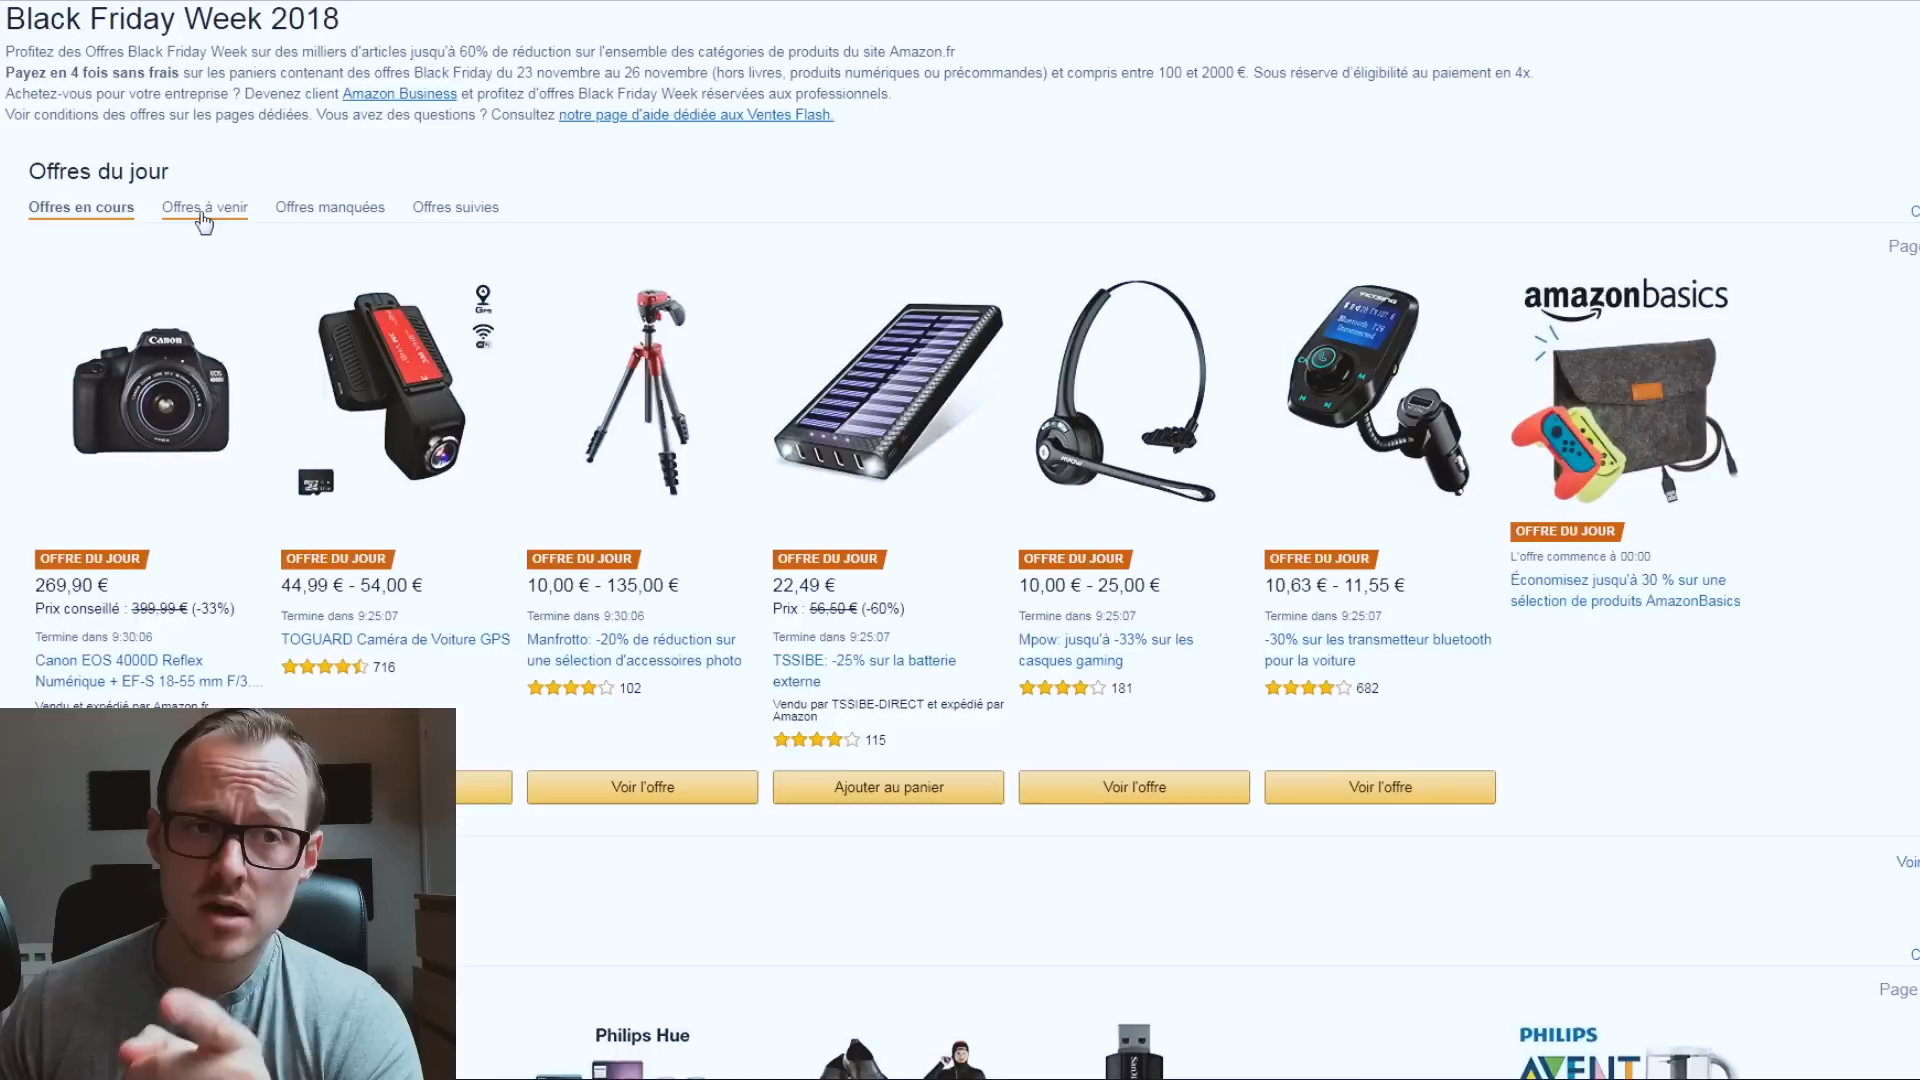 Black Friday Week 2018
Profitez des Offres Black Friday Week sur des milliers d'articles jusqu'à 60% de réduction sur l'ensemble des catégories de produits du site Amazon.fr
Payez en 4 fois sans frais sur les paniers contenant des offres Black Friday du 23 novembre au 26 novembre (hors livres, produits numériques ou précommandes) et compris entre 100 et 2000 €. Sous réserve d'éligibilité au paiement en 4x.
Achetez-vous pour votre entreprise ? Devenez client Amazon Business et profitez d'offres Black Friday Week réservées aux professionnels.
Voir conditions des offres sur les pages dédiées. Vous avez des questions ? Consultez notre page d'aide dédiée aux Ventes Flash.
Offres du jour
Offres en cours
Offres à venir
Offres manquées
Offres suivies
Canon
EOS
GPS
VICTSING
amazonbasics
OFFRE DU JOUR
269,90 €
Prix conseillé : 399,99 € (-33%)
Termine dans 9:30:06
Canon EOS 4000D Reflex
Numérique + EF-S 18-55 mm F/3....
Vendu et expédié par Amazon.fr
OFFRE DU JOUR
44,99 € - 54,00 €
Termine dans 9:25:07
TOGUARD Caméra de Voiture GPS
716
OFFRE DU JOUR
10,00 € - 135,00 €
Termine dans 9:30:06
Manfrotto: -20% de réduction sur
une sélection d'accessoires photo
102
Voir l'offre
OFFRE DU JOUR
22,49 €
Prix : 56,50 € (-60%)
Termine dans 9:25:07
TSSIBE: -25% sur la batterie
externe
Vendu par TSSIBE-DIRECT et expédié par
Amazon
115
Ajouter au panier
OFFRE DU JOUR
10,00 € - 25,00 €
Termine dans 9:25:07
Mpow: jusqu'à -33% sur les
casques gaming
181
Voir l'offre
OFFRE DU JOUR
10,63 € - 11,55 €
Termine dans 9:25:07
-30% sur les transmetteur bluetooth
pour la voiture
682
Voir l'offre
OFFRE DU JOUR
L'offre commence à 00:00
Économisez jusqu'à 30 % sur une
sélection de produits AmazonBasics
Page
Philips Hue
PHILIPS
AVENT